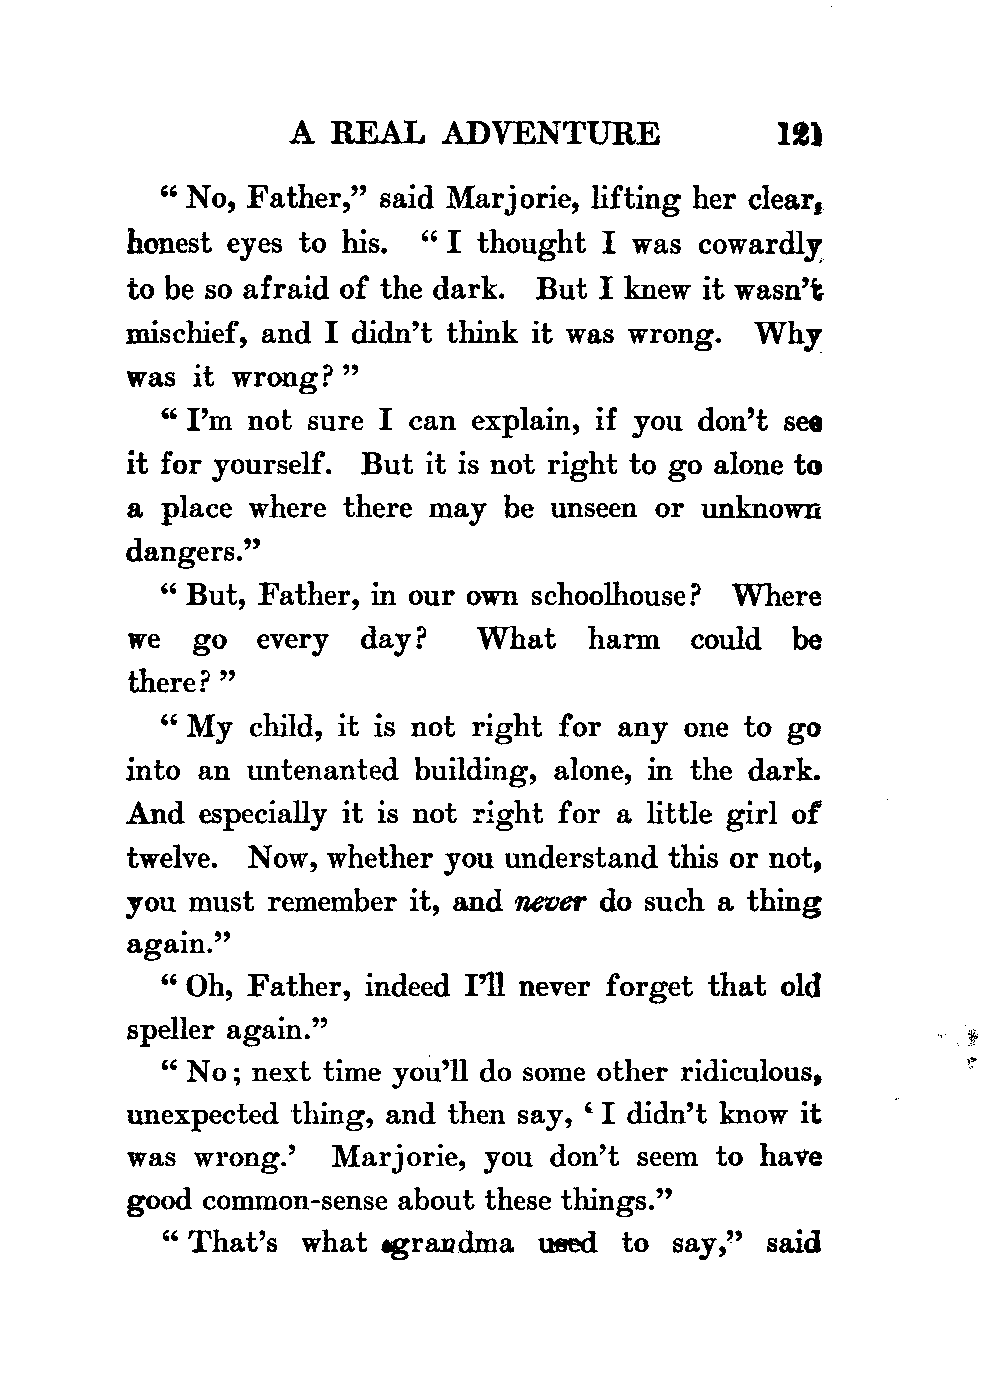 A REAL ADVENTURE 121
“ No, Father,” said Marjorie, lifting her clear,
honest eyes to his. “ I thought I was cowardly
to be so afraid of the dark. But I knew it wasn’t
mischief, and I didn’t think it was wrong. Why
was it wrong? ”
“ I’m not sure I can explain, if you don’t see
it for yourself. But it is not right to go alone to
a place where there may be unseen or unknown
dangers.”
“ But, Father, in our own schoolhouse? Where
we go every day? What harm could be
there? ”
“ My child, it is not right for any one to go
into an untenanted building, alone, in the dark.
And especially it is not right for a little girl of
twelve. Now, whether you understand this or not,
you must remember it, and never do such a thing
again.”
“ Oh, Father, indeed I’ll never forget that old
speller again.”
“ No; next time you’ll do some other ridiculous,
unexpected thing, and then say, ‘ I didn’t know it
was wrong.’ Marjorie, you don’t seem to have
good common-sense about these things.”
“ That’s what grandma used to say,” said